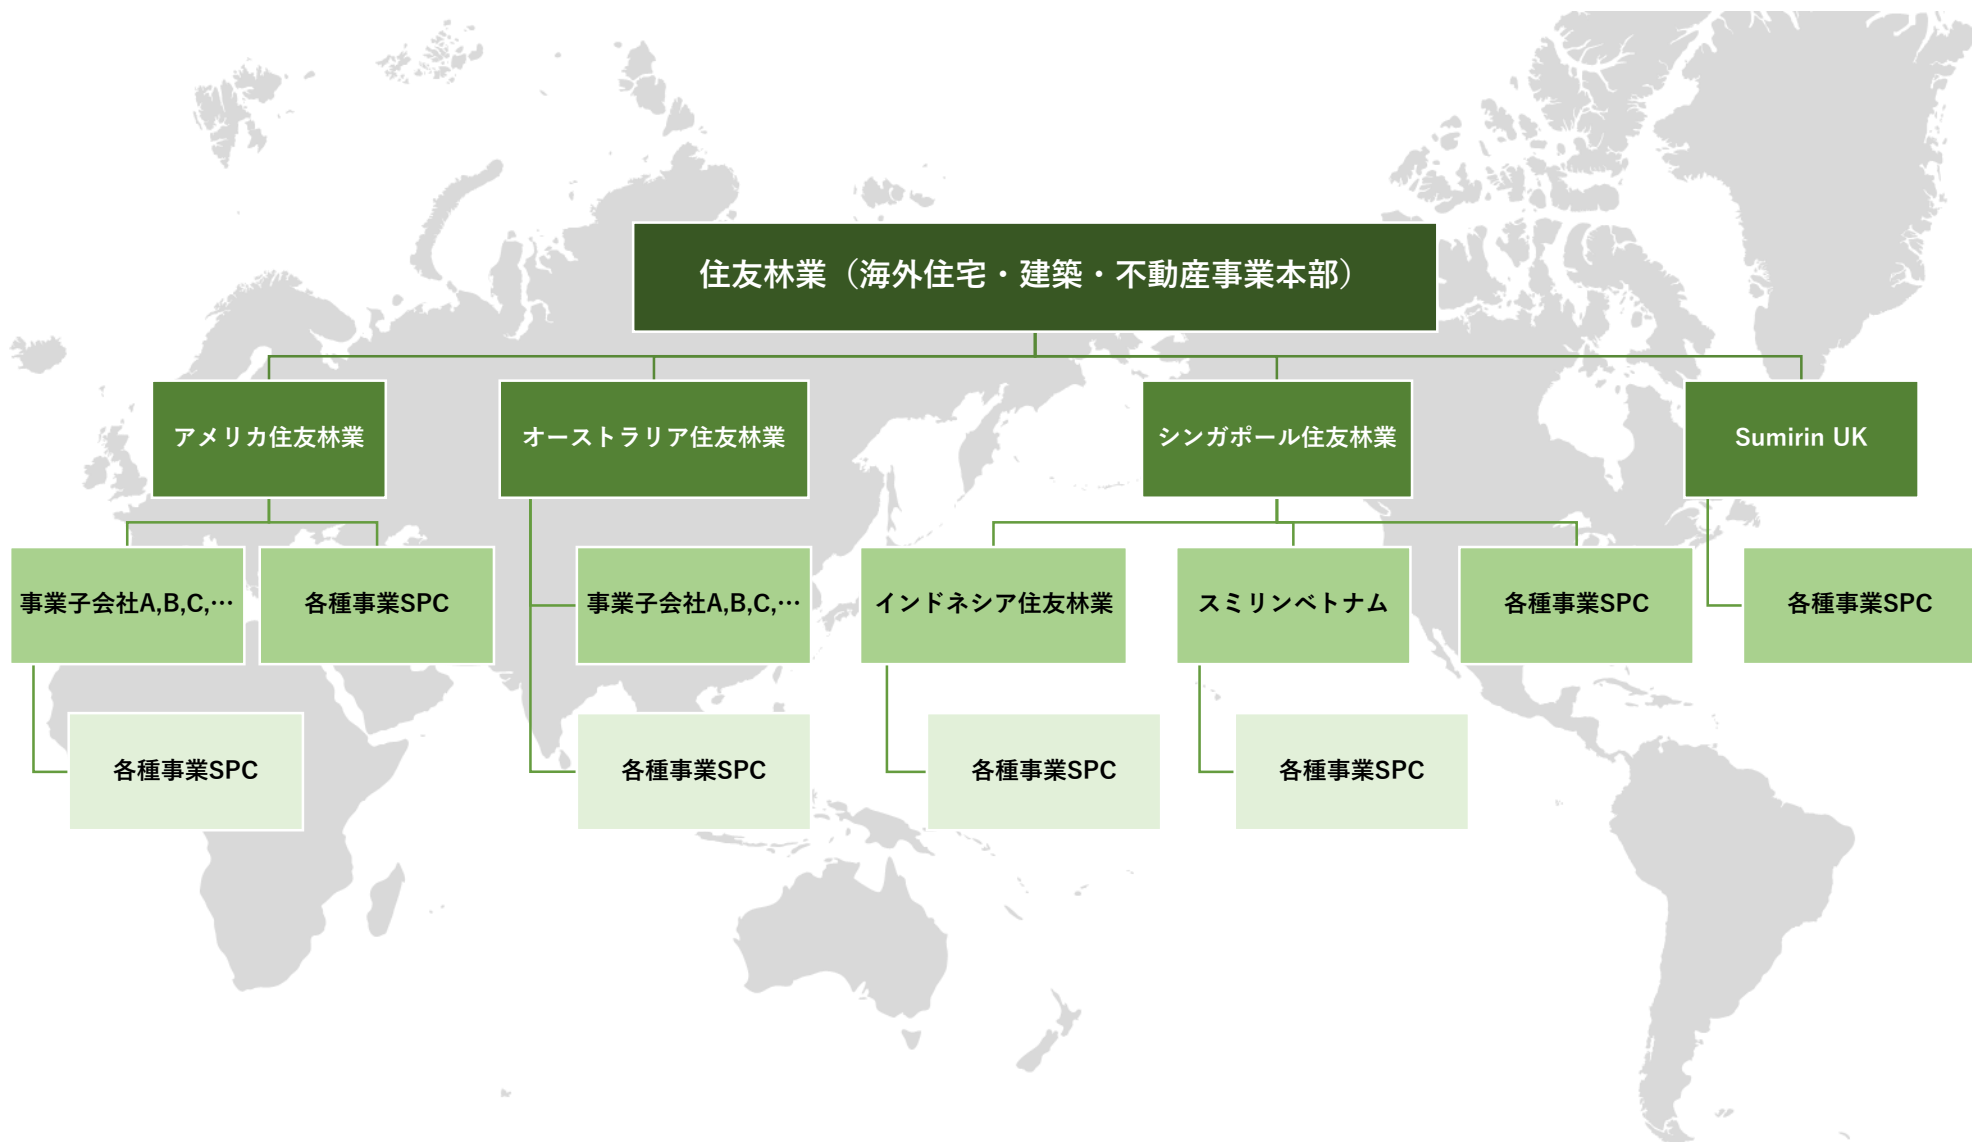 住友林業（海外住宅・建築・不動産事業本部）
アメリカ住友林業
オーストラリア住友林業
シンガポール住友林業
Sumirin UK
事業子会社A,B,C,…
各種事業SPC
事業子会社A,B,C,…
インドネシア住友林業
スミリンベトナム
各種事業SPC
各種事業SPC
各種事業SPC
各種事業SPC
各種事業SPC
各種事業SPC